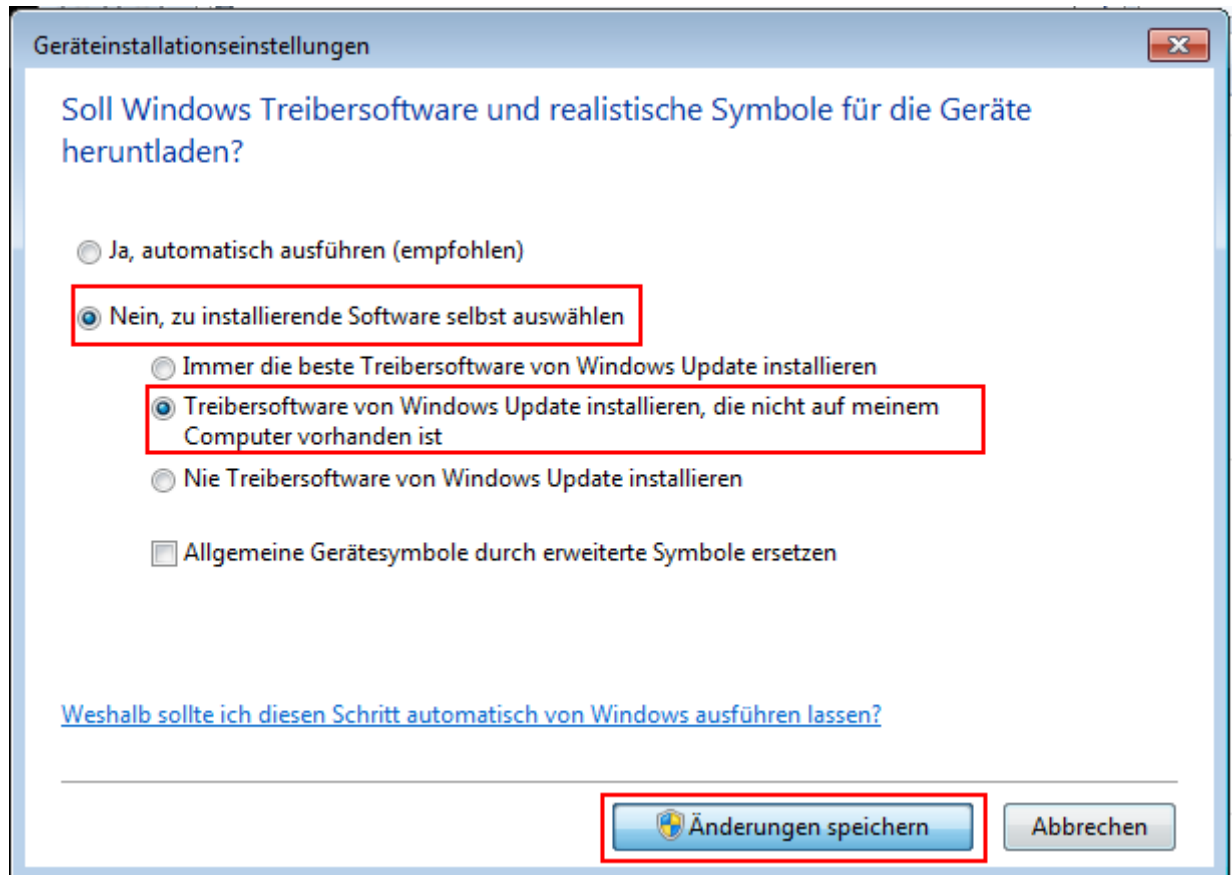 Geräteinstallationseinstellungen
Soll Windows Treibersoftware und realistische Symbole für die Geräte
heruntladen?
Ja, automatisch ausführen (empfohlen)
Nein, zu installierende Software selbst auswählen
Immer die beste Treibersoftware von Windows Update installieren
Treibersoftware von Windows Update installieren, die nicht auf meinem
Computer vorhanden ist
Nie Treibersoftware von Windows Update installieren
Allgemeine Gerätesymbole durch erweiterte Symbole ersetzen
Weshalb sollte ich diesen Schritt automatisch von Windows ausführen lassen?
Änderungen speichern
Abbrechen